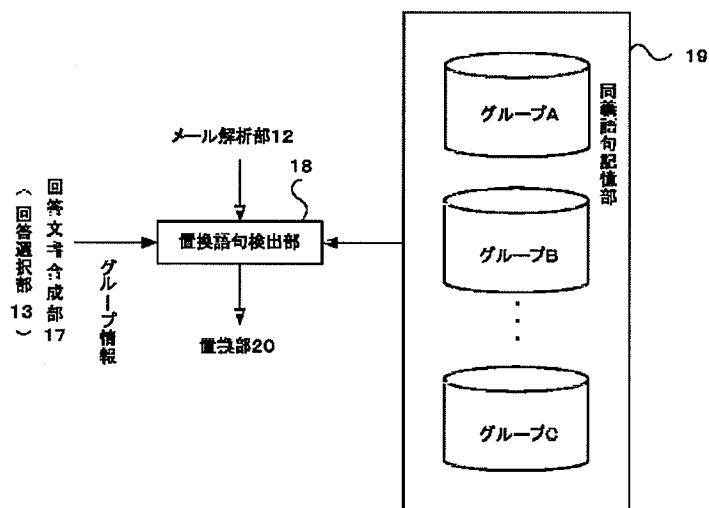 19
グループA
同義語句記憶部
メール解析部12
18
置換語句検出部
グループB
グループ情報
回答文書合成部17
(回答選択部13)
置換部20
グループC